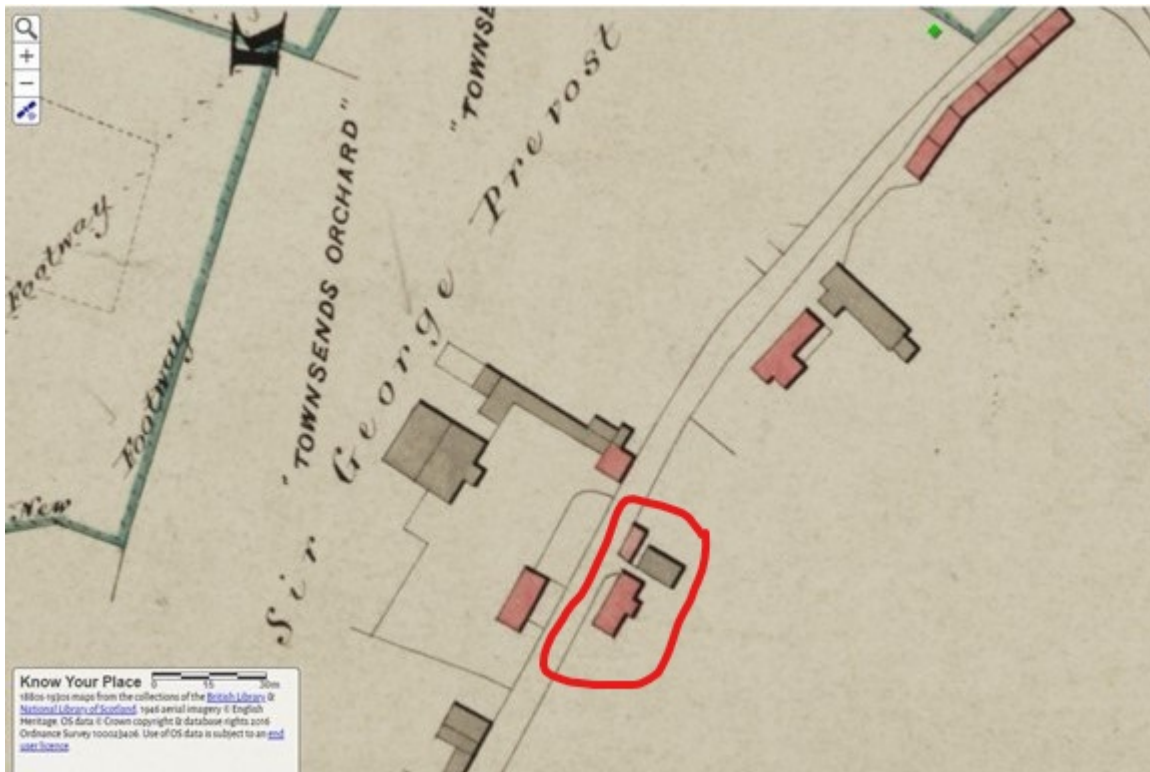 K
"TOWNSE
"TOWNSENDS ORCHARD"
Sir George Prevost
Footway
Footway
New
Know Your Place
0 15 30m
1880s-1930s maps from the collections of the British Library &
National Library of Scotland. 1946 aerial imagery © English
Heritage. OS data © Crown copyright & database rights 2016
Ordnance Survey 100023406. Use of OS data is subject to an end
user licence